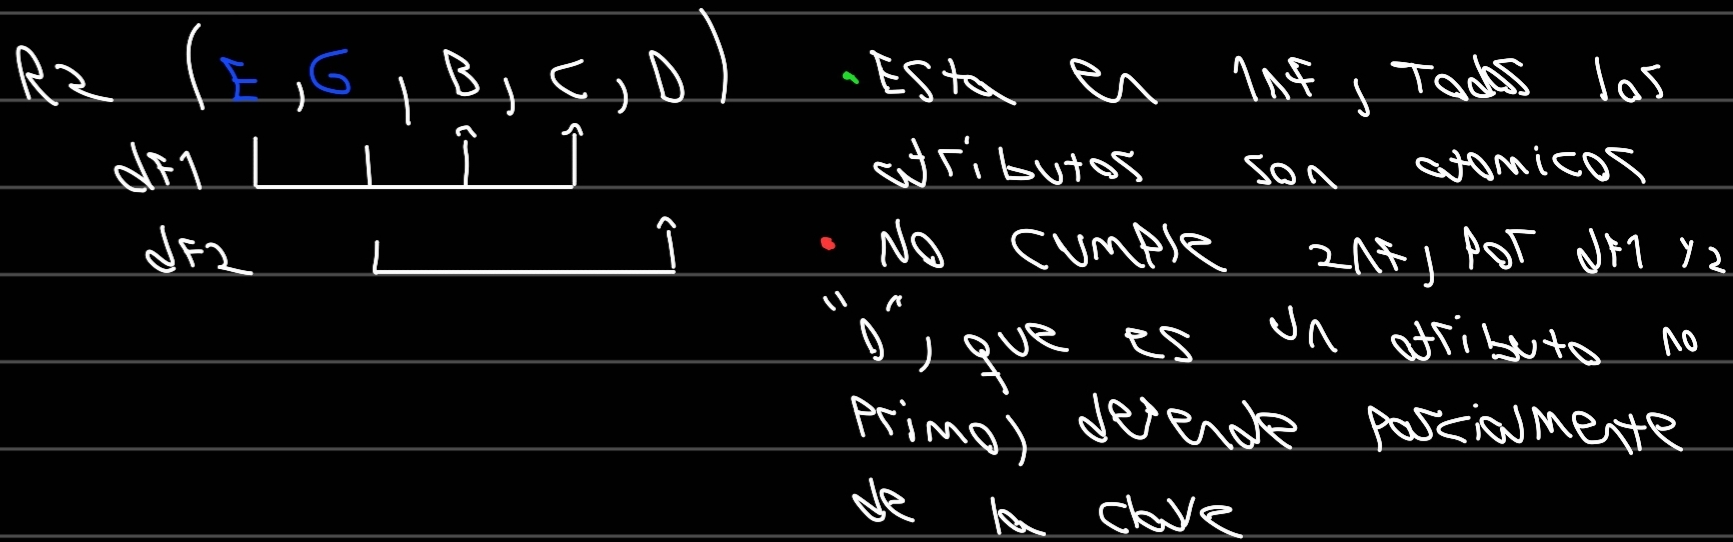 R2 (E, G, B, C, D)
df1
df2
• Esta en 1NF, Todos los
atributos son atomicos
• No cumple 2NF, por df1 y 2
"D", que es un atributo no
Primo, depende parcialmente
de la clave